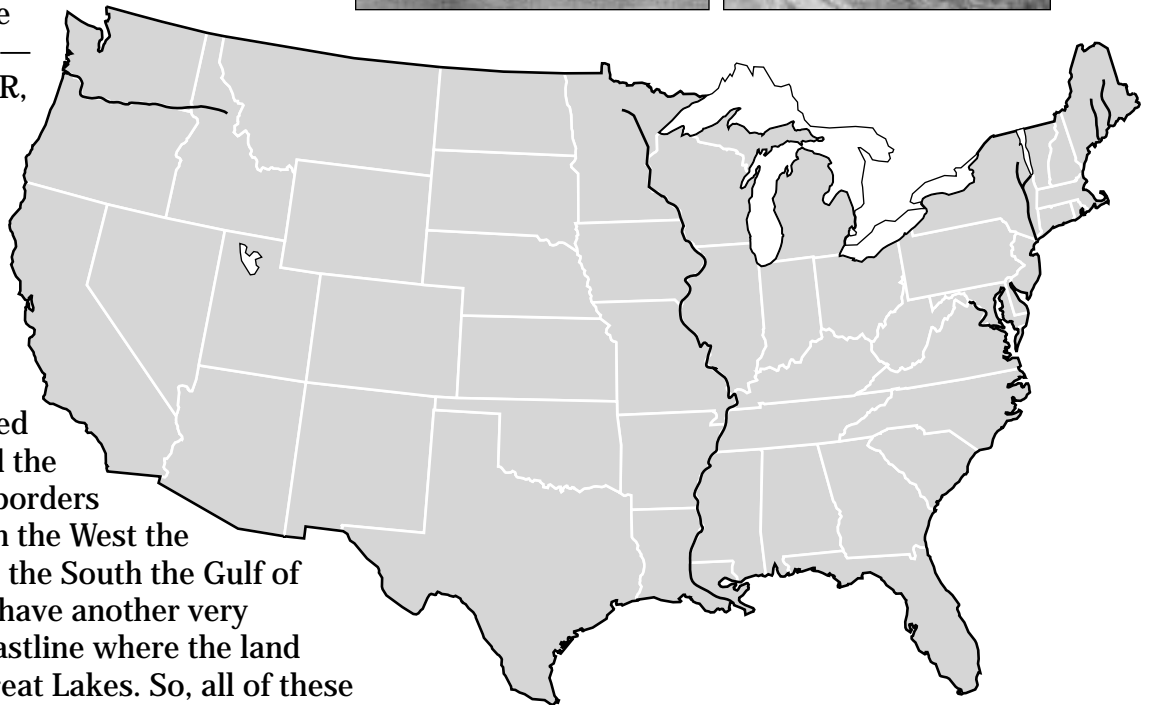 e
—
R,
ed
l the
borders
n the West the
the South the Gulf of
have another very
astline where the land
reat Lakes. So, all of these